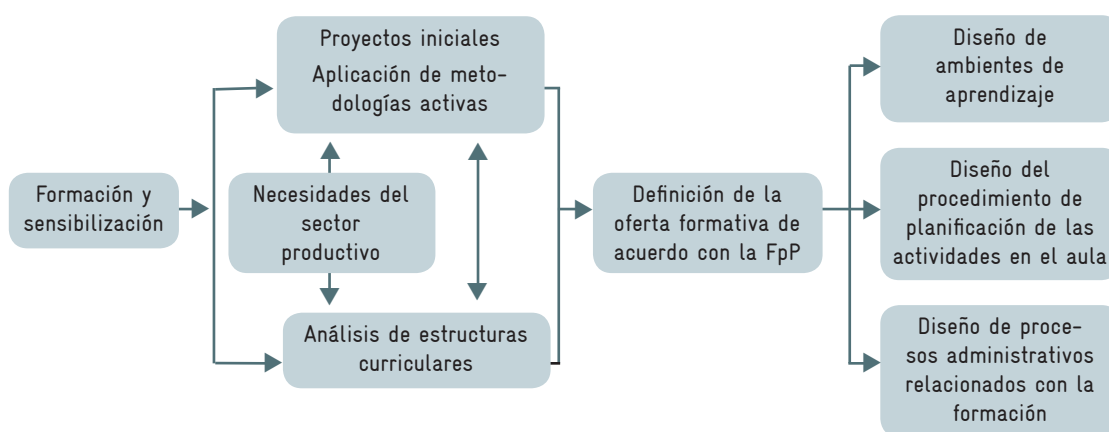 Formación y
sensibilización
Proyectos iniciales
Aplicación de meto-
dologías activas
Necesidades del
sector
productivo
Análisis de estructuras
curriculares
Definición de la
oferta formativa de
acuerdo con la FpP
Diseño de
ambientes de
aprendizaje
Diseño del
procedimiento de
planificación de las
actividades en el aula
Diseño de proce-
sos administrativos
relacionados con la
formación